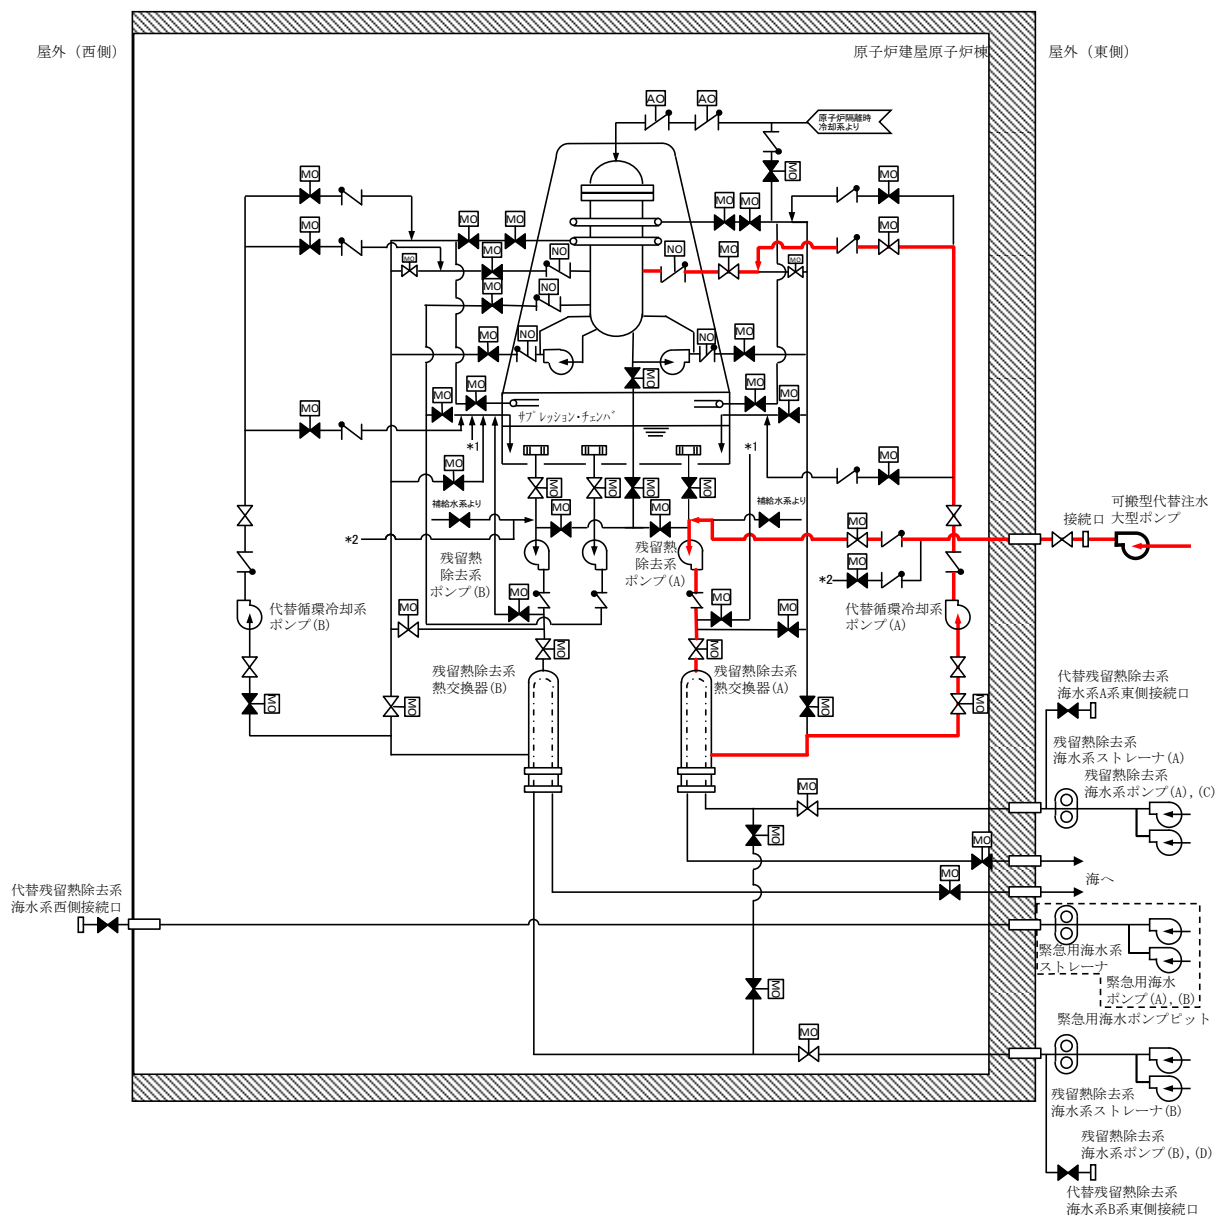 屋外（西側）
原子炉建屋原子炉棟
屋外（東側）
AO
AO
原子炉隔離時
冷却系より
MO
MO
MO
MO
MO
MO
MO
MO
MO
MO
MO
MO
NO
NO
MO
MO
MO
MO
NO
MO
NO
NO
MO
MO
MO
MO
MO
MO
MO
サプレッション・チェンバ
*1
*1
MO
MO
MO
MO
MO
MO
補給水系より
補給水系より
MO
MO
MO
*2
接続口
可搬型代替注水
大型ポンプ
残留熱
除去系
ポンプ(B)
残留熱
除去系
ポンプ(A)
MO
*2
代替循環冷却系
ポンプ(B)
MO
MO
MO
MO
代替循環冷却系
ポンプ(A)
MO
MO
残留熱除去系
熱交換器(B)
残留熱除去系
熱交換器(A)
MO
MO
MO
MO
代替残留熱除去系
海水系A系東側接続口
残留熱除去系
海水系ストレーナ(A)
残留熱除去系
海水系ポンプ(A),(C)
MO
MO
MO
MO
海へ
代替残留熱除去系
海水系西側接続口
緊急用海水系
ストレーナ
緊急用海水
ポンプ(A),(B)
緊急用海水ポンプピット
MO
MO
残留熱除去系
海水系ストレーナ(B)
残留熱除去系
海水系ポンプ(B),(D)
代替残留熱除去系
海水系B系東側接続口